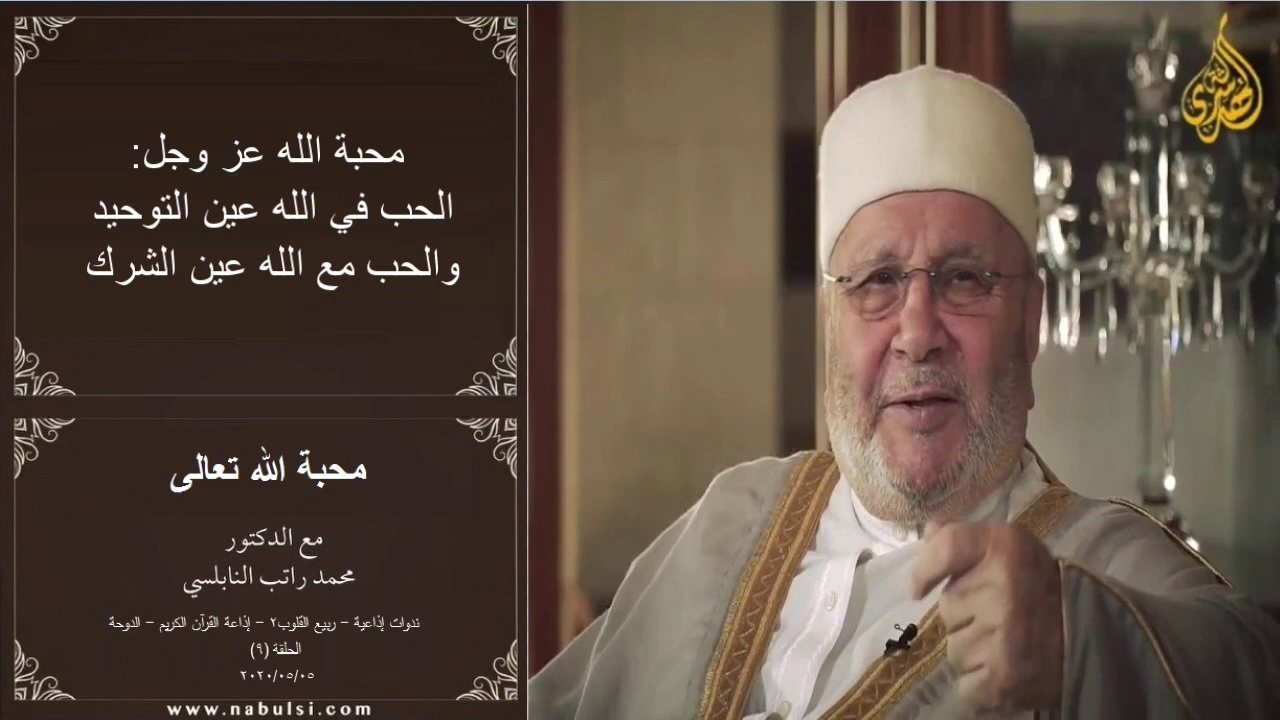 محبة الله عز وجل:
الحب في الله عين التوحيد
والحب مع الله عين الشرك
محبة الله تعالى
مع الدكتور
محمد راتب النابلسي
ندوات إذاعية – ربيع القلوب٢ – إذاعة القرآن الكريم – الدوحة
الحلقة (٩)
٢٠٢٠/٠٥/٠٥
www.nabulsi.com